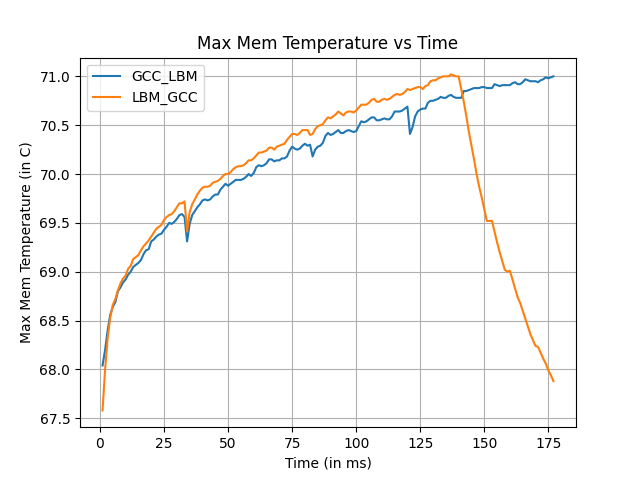 Max Mem Temperature vs Time
GCC_LBM
LBM_GCC
Max Mem Temperature (in C)
71.0
70.5
70.0
69.5
69.0
68.5
68.0
67.5
0 25 50 75 100 125 150 175
Time (in ms)